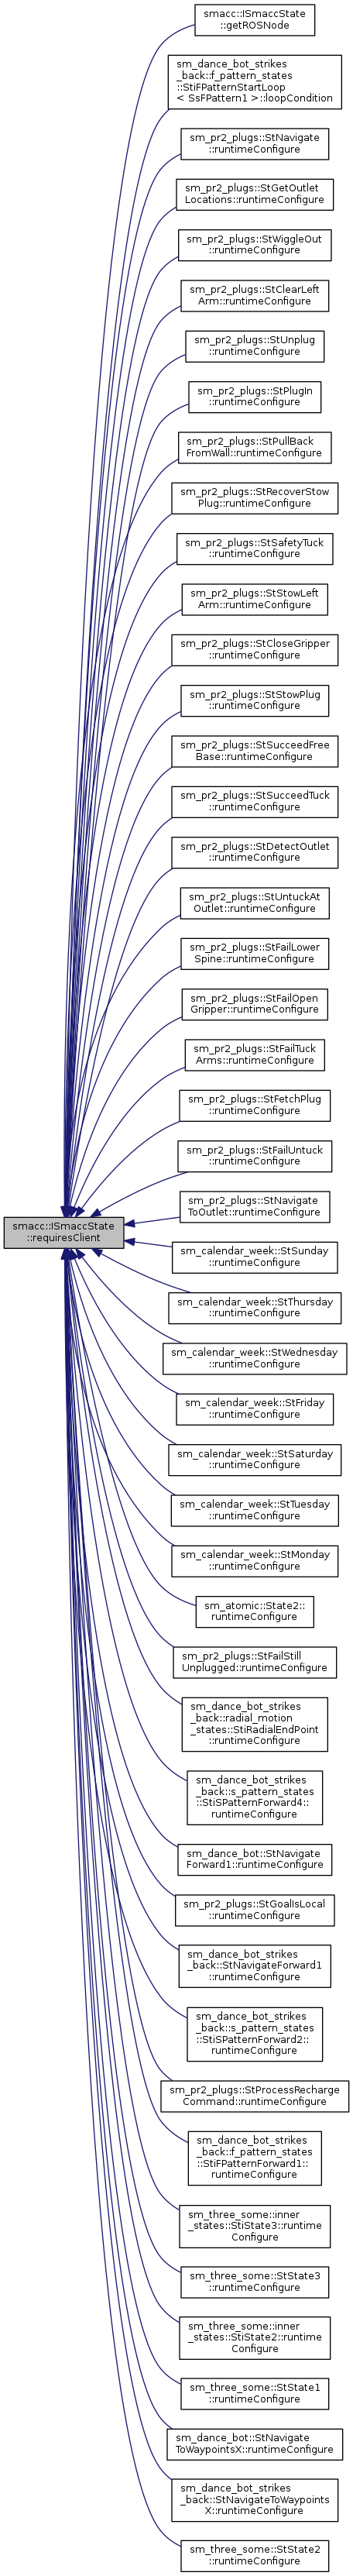 smacc::ISmaccState
::getROSNode
sm_dance_bot_strikes
_back::f_pattern_states
::StiFPatternStartLoop
< SsFPattern1 >::loopCondition
sm_pr2_plugs::StNavigate
::runtimeConfigure
sm_pr2_plugs::StGetOutlet
Locations::runtimeConfigure
sm_pr2_plugs::StWiggleOut
::runtimeConfigure
sm_pr2_plugs::StClearLeft
Arm::runtimeConfigure
sm_pr2_plugs::StUnplug
::runtimeConfigure
sm_pr2_plugs::StPlugIn
::runtimeConfigure
sm_pr2_plugs::StPullBack
FromWall::runtimeConfigure
sm_pr2_plugs::StRecoverStow
Plug::runtimeConfigure
sm_pr2_plugs::StSafetyTuck
::runtimeConfigure
sm_pr2_plugs::StStowLeft
Arm::runtimeConfigure
sm_pr2_plugs::StCloseGripper
::runtimeConfigure
sm_pr2_plugs::StStowPlug
::runtimeConfigure
sm_pr2_plugs::StSucceedFree
Base::runtimeConfigure
sm_pr2_plugs::StSucceedTuck
::runtimeConfigure
sm_pr2_plugs::StDetectOutlet
::runtimeConfigure
sm_pr2_plugs::StUntuckAt
Outlet::runtimeConfigure
sm_pr2_plugs::StFailLower
Spine::runtimeConfigure
sm_pr2_plugs::StFailOpen
Gripper::runtimeConfigure
sm_pr2_plugs::StFailTuck
Arms::runtimeConfigure
sm_pr2_plugs::StFetchPlug
::runtimeConfigure
sm_pr2_plugs::StFailUntuck
::runtimeConfigure
sm_pr2_plugs::StNavigate
ToOutlet::runtimeConfigure
smacc::ISmaccState
::requiresClient
sm_calendar_week::StSunday
::runtimeConfigure
sm_calendar_week::StThursday
::runtimeConfigure
sm_calendar_week::StWednesday
::runtimeConfigure
sm_calendar_week::StFriday
::runtimeConfigure
sm_calendar_week::StSaturday
::runtimeConfigure
sm_calendar_week::StTuesday
::runtimeConfigure
sm_calendar_week::StMonday
::runtimeConfigure
sm_atomic::State2::
runtimeConfigure
sm_pr2_plugs::StFailStill
Unplugged::runtimeConfigure
sm_dance_bot_strikes
_back::radial_motion
_states::StiRadialEndPoint
::runtimeConfigure
sm_dance_bot_strikes
_back::s_pattern_states
::StiSPatternForward4::
runtimeConfigure
sm_dance_bot::StNavigate
Forward1::runtimeConfigure
sm_pr2_plugs::StGoalIsLocal
::runtimeConfigure
sm_dance_bot_strikes
_back::StNavigateForward1
::runtimeConfigure
sm_dance_bot_strikes
_back::s_pattern_states
::StiSPatternForward2::
runtimeConfigure
sm_pr2_plugs::StProcessRecharge
Command::runtimeConfigure
sm_dance_bot_strikes
_back::f_pattern_states
::StiFPatternForward1::
runtimeConfigure
sm_three_some::inner
_states::StiState3::runtime
Configure
sm_three_some::StState3
::runtimeConfigure
sm_three_some::inner
_states::StiState2::runtime
Configure
sm_three_some::StState1
::runtimeConfigure
sm_dance_bot::StNavigate
ToWaypointsX::runtimeConfigure
sm_dance_bot_strikes
_back::StNavigateToWaypoints
X::runtimeConfigure
sm_three_some::StState2
::runtimeConfigure